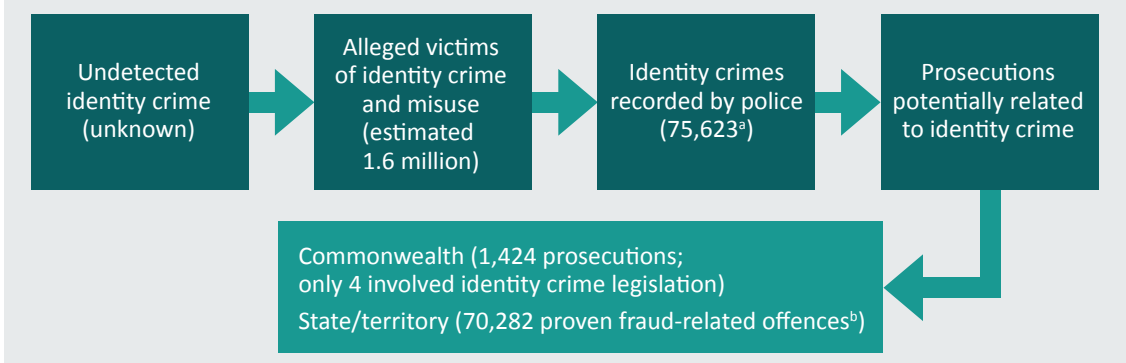 Undetected
identity crime
(unknown)
Alleged victims
of identity crime
and misuse
(estimated
1.6 million)
Identity crimes
recorded by police
(75,623ᵃ)
Prosecutions
potentially related
to identity crime
Commonwealth (1,424 prosecutions;
only 4 involved identity crime legislation)
State/territory (70,282 proven fraud-related offencesᵇ)